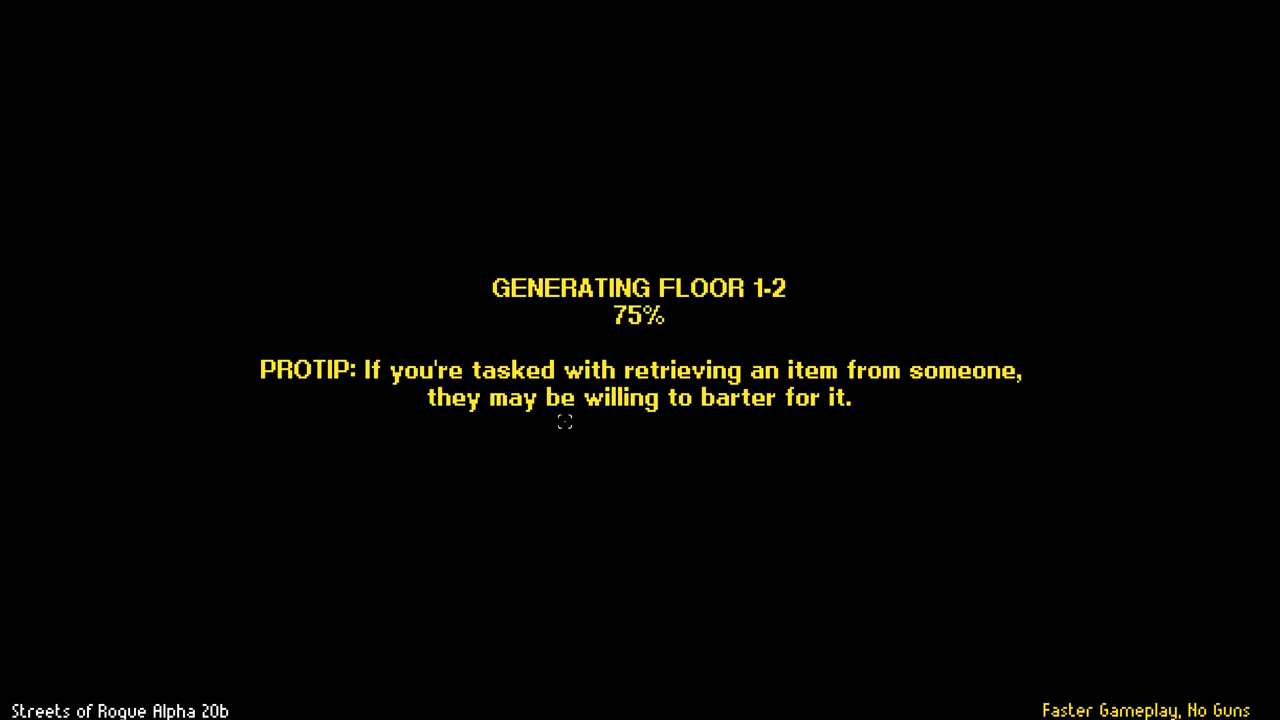 GENERATING FLOOR 1-2
75%
PROTIP: If you're tasked with retrieving an item from someone,
they may be willing to barter for it.
Streets of Rogue Alpha 20b
Faster Gameplay, No Guns